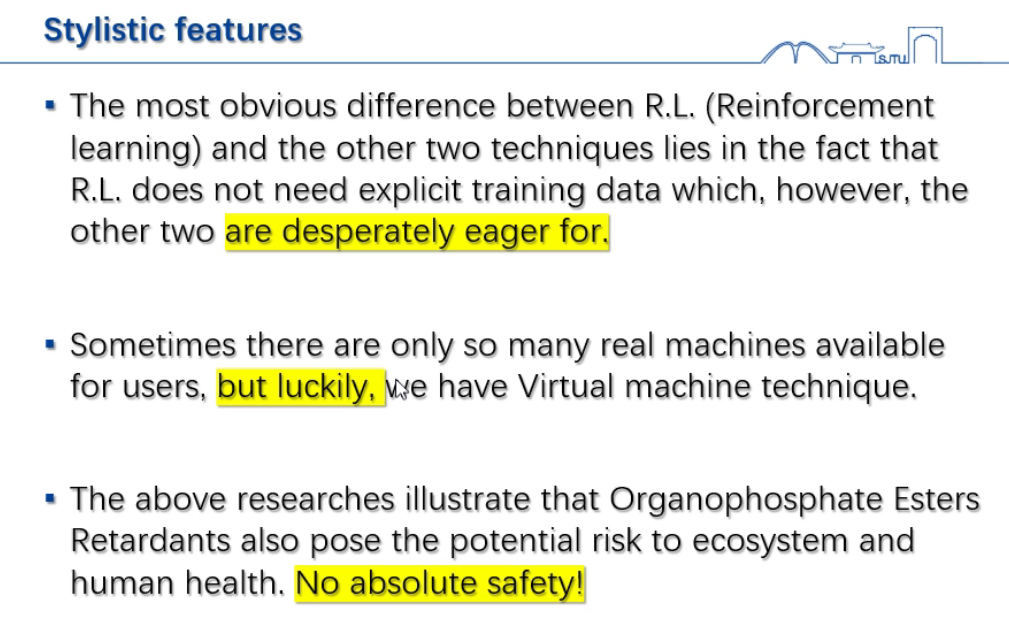 Stylistic features
SJTU
The most obvious difference between R.L. (Reinforcement
learning) and the other two techniques lies in the fact that
R.L. does not need explicit training data which, however, the
other two are desperately eager for.
Sometimes there are only so many real machines available
for users, but luckily, we have Virtual machine technique.
The above researches illustrate that Organophosphate Esters
Retardants also pose the potential risk to ecosystem and
human health. No absolute safety!